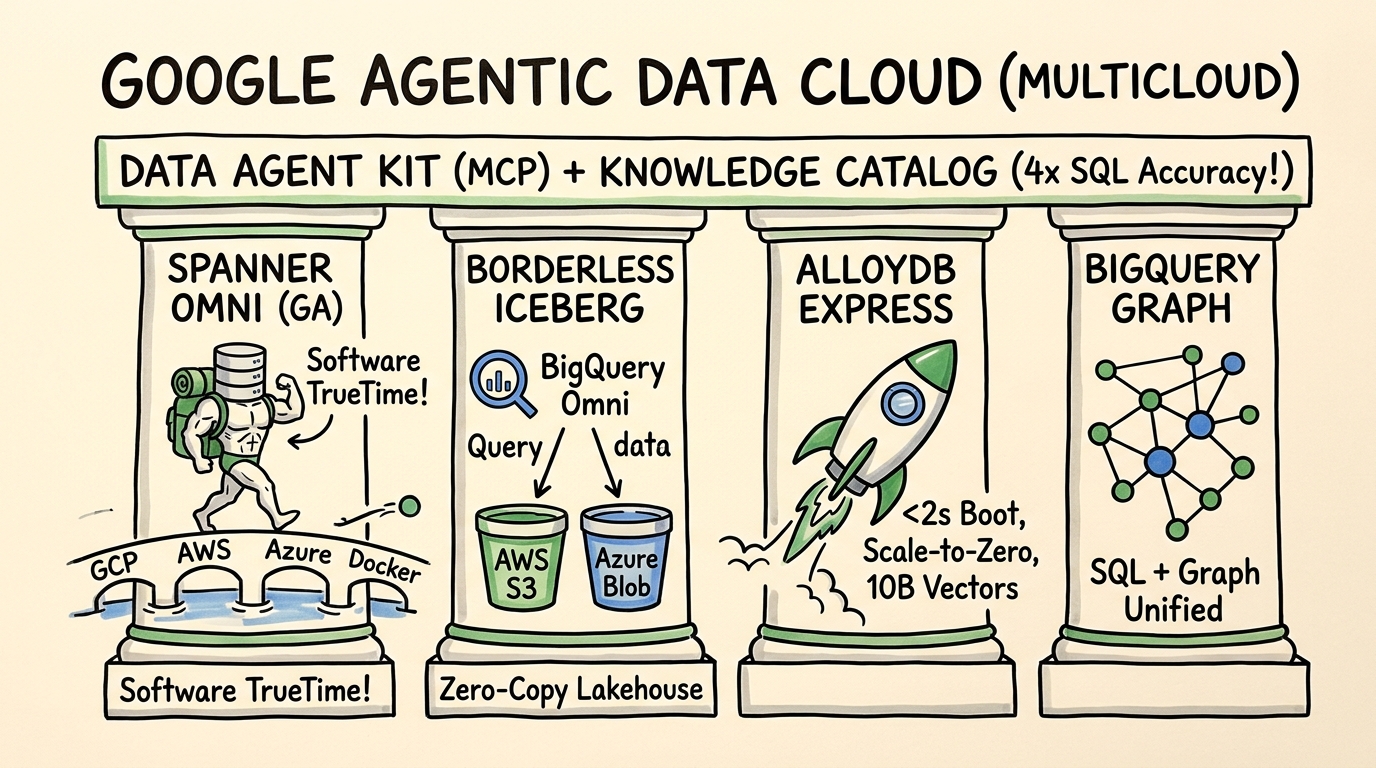 GOOGLE AGENTIC DATA CLOUD (MULTICLOUD)
DATA AGENT KIT (MCP) + KNOWLEDGE CATALOG (4x SQL Accuracy!)
SPANNER
OMNI (GA)
Software
TrueTime!
GCP AWS Azure Docker
Software TrueTime!
BORDERLESS
ICEBERG
BigQuery
Omni
Query data
AWS
S3
Azure
Blob
Zero-Copy Lakehouse
ALLOYDB
EXPRESS
<2s Boot,
Scale-to-Zero,
10B Vectors
BIGQUERY
GRAPH
SQL + Graph
Unified